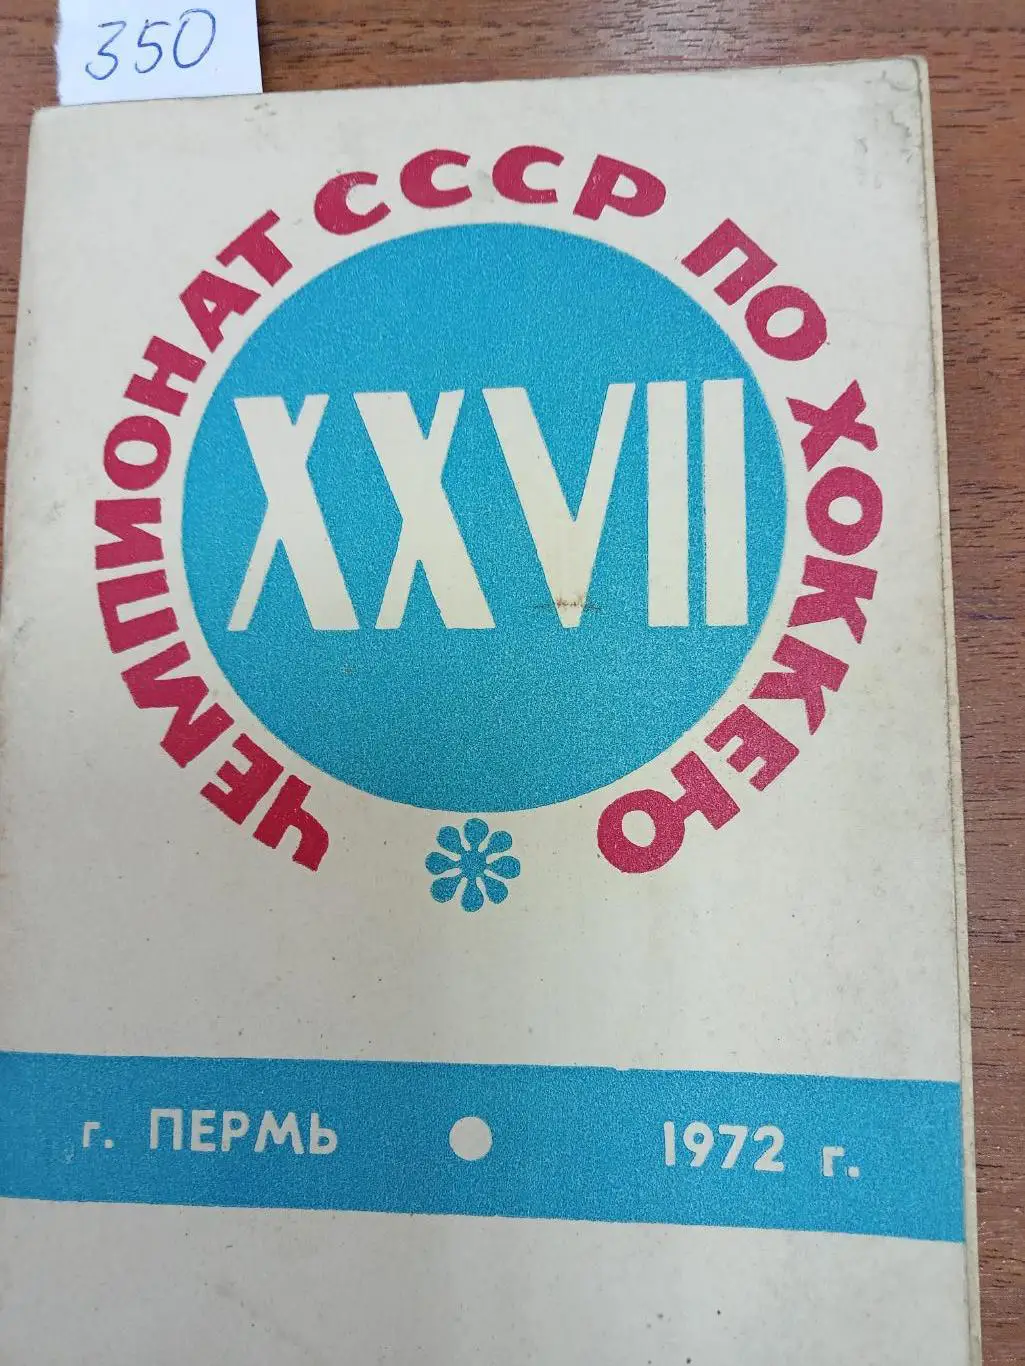 350
ЧЕМПИОНАТ СССР ПО ХОККЕЮ
XXVII
г. ПЕРМЬ 1972 г.